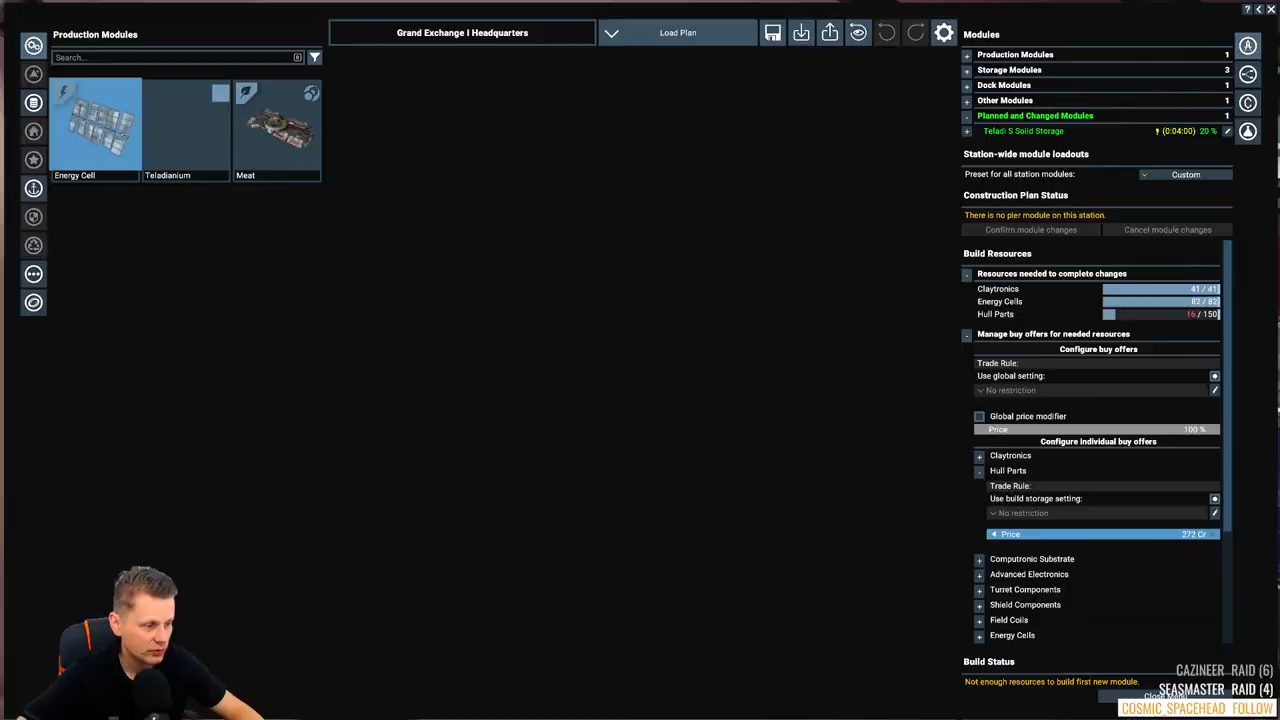 Production Modules
Search...
Energy Cell
Teladianium
Meat
Grand Exchange I Headquarters
Load Plan
Modules
Production Modules 1
Storage Modules 3
Dock Modules 1
Other Modules 1
Planned and Changed Modules 1
Teladi S Solid Storage (0:04:00) 20 %
Station-wide module loadouts
Preset for all station modules: Custom
Construction Plan Status
There is no pier module on this station.
Confirm module changes Cancel module changes
Build Resources
Resources needed to complete changes
Claytronics 41 / 41
Energy Cells 82 / 82
Hull Parts 16 / 150
Manage buy offers for needed resources
Configure buy offers
Trade Rule:
Use global setting:
No restriction
Global price modifier
Price 100 %
Configure individual buy offers
Claytronics
Hull Parts
Trade Rule:
Use build storage setting:
No restriction
Price 272 Cr
Computronic Substrate
Advanced Electronics
Turret Components
Shield Components
Field Coils
Energy Cells
Build Status
Not enough resources to build first new module.
Close Menu
CAZINEER RAID (6)
SEASMASTER RAID (4)
COSMIC_SPACEHEAD FOLLOW